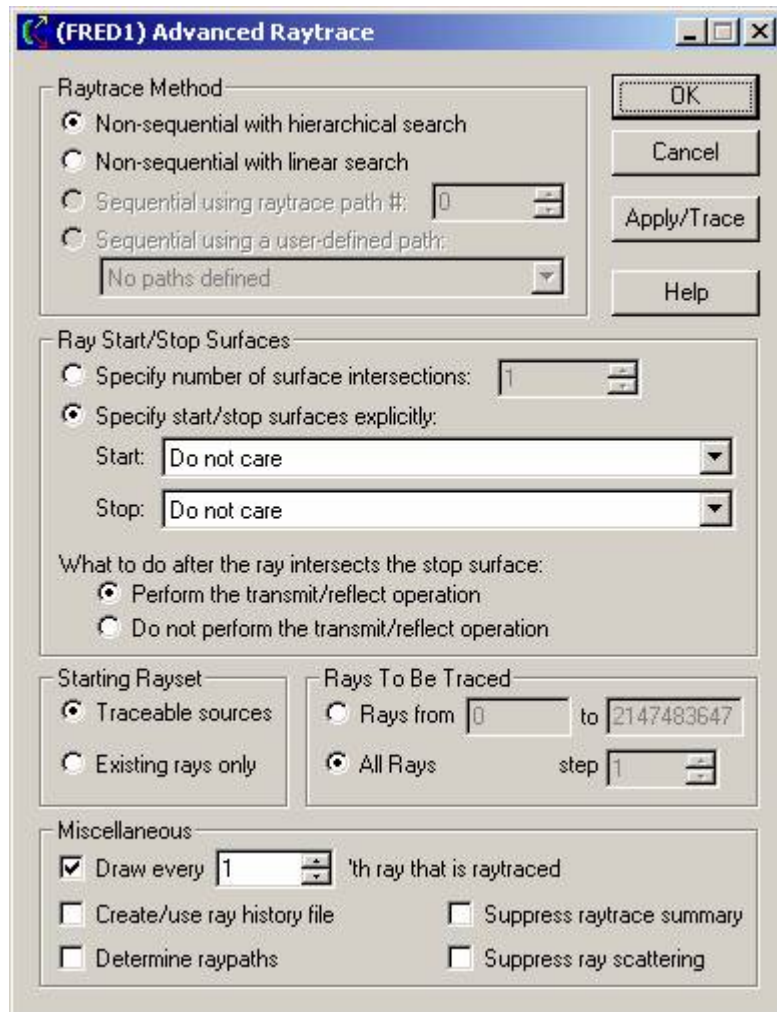 (FRED1) Advanced Raytrace
Raytrace Method
Non-sequential with hierarchical search
Non-sequential with linear search
Sequential using raytrace path #: 0
Sequential using a user-defined path:
No paths defined
OK
Cancel
Apply/Trace
Help
Ray Start/Stop Surfaces
Specify number of surface intersections: 1
Specify start/stop surfaces explicitly:
Start: Do not care
Stop: Do not care
What to do after the ray intersects the stop surface:
Perform the transmit/reflect operation
Do not perform the transmit/reflect operation
Starting Rayset
Traceable sources
Existing rays only
Rays To Be Traced
Rays from 0 to 2147483647
All Rays step 1
Miscellaneous
Draw every 1 'th ray that is raytraced
Create/use ray history file
Suppress raytrace summary
Determine raypaths
Suppress ray scattering